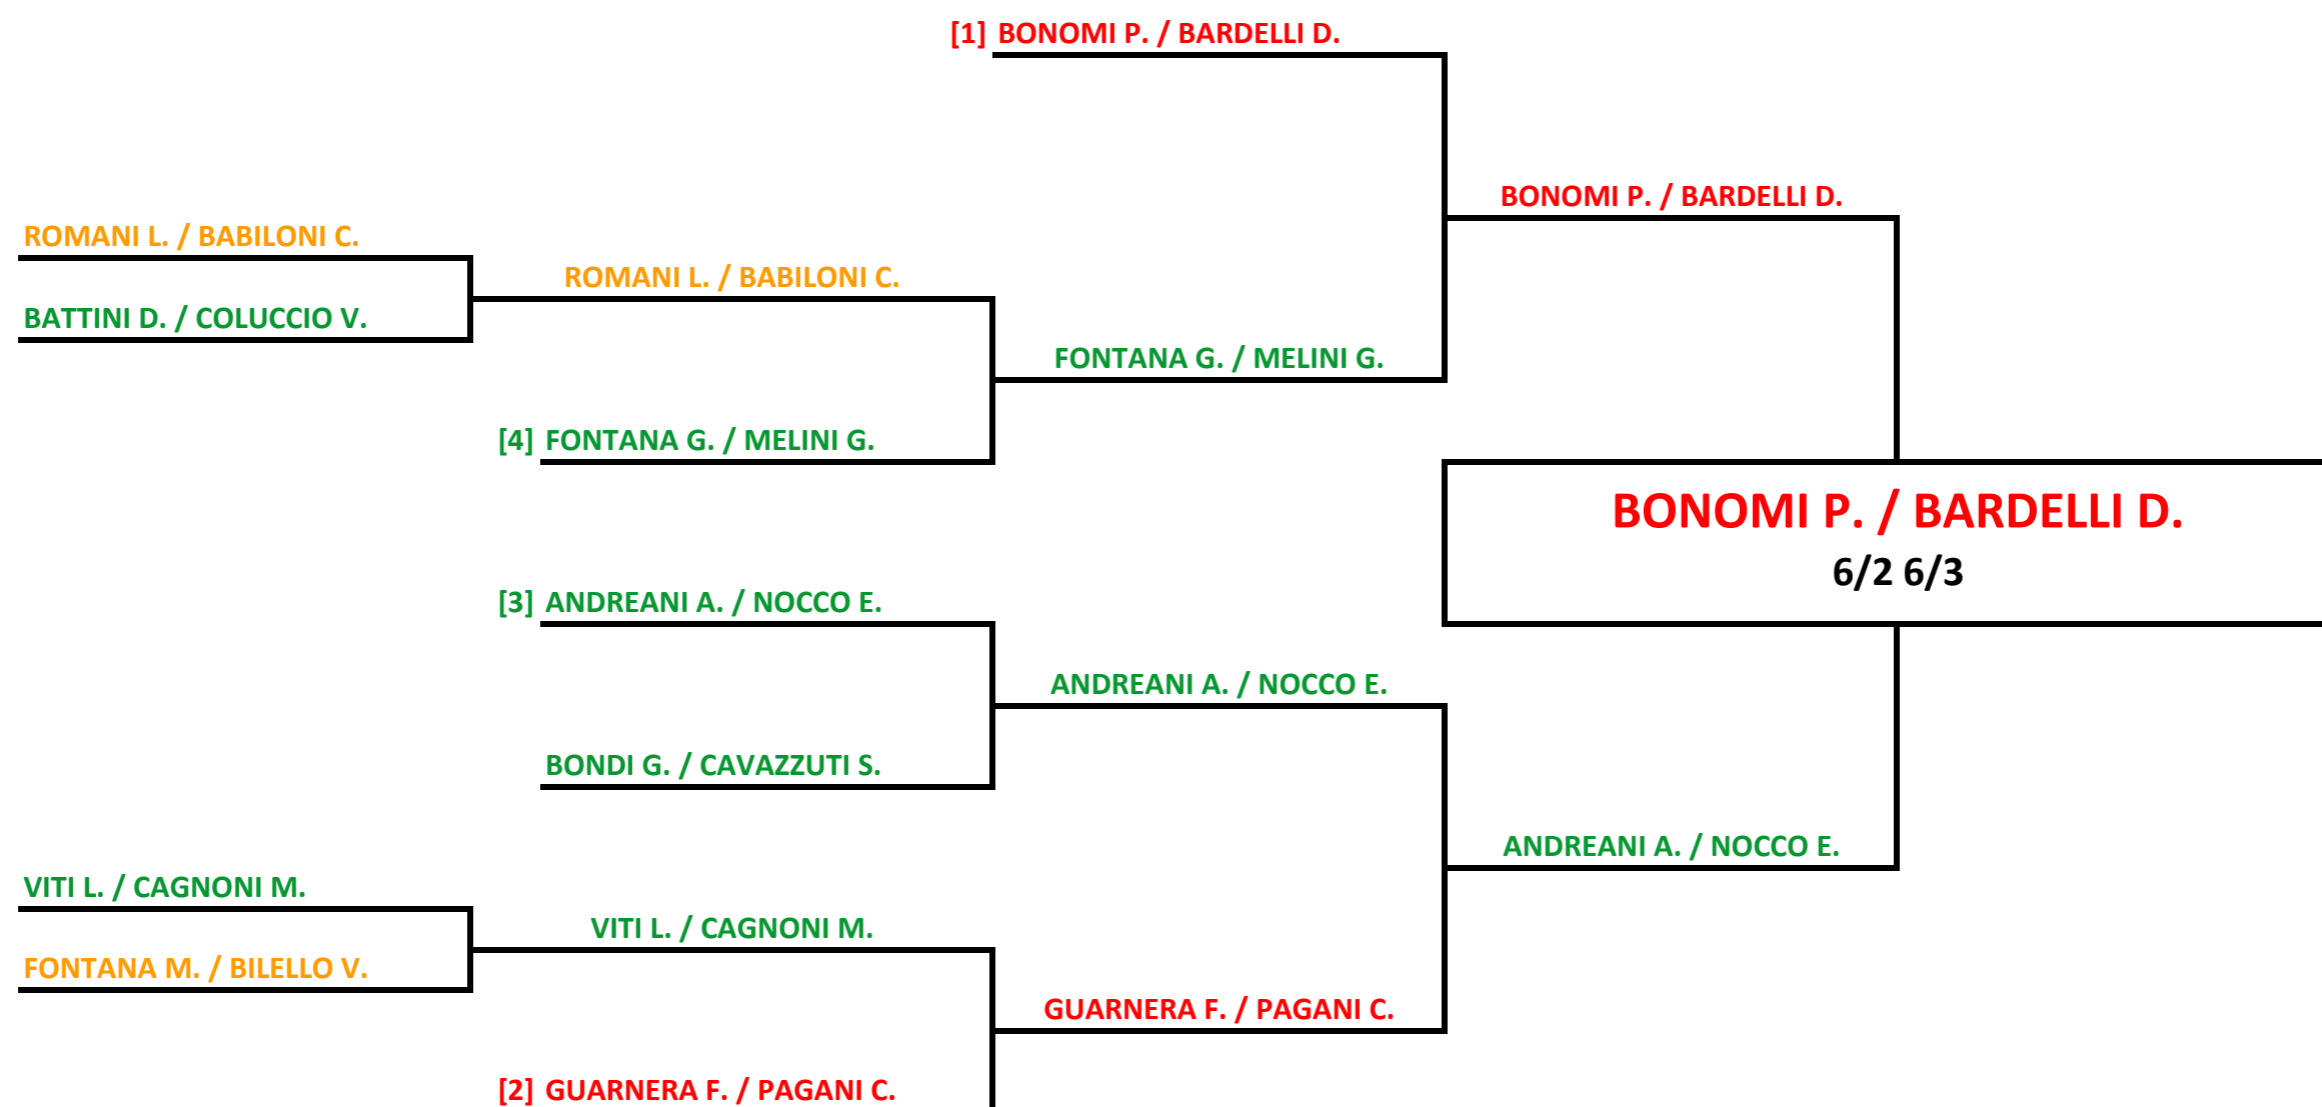 [1] BONOMI P. / BARDELLI D.
BONOMI P. / BARDELLI D.
ROMANI L. / BABILONI C.
ROMANI L. / BABILONI C.
BATTINI D. / COLUCCIO V.
FONTANA G. / MELINI G.
[4] FONTANA G. / MELINI G.
BONOMI P. / BARDELLI D.
6/2 6/3
[3] ANDREANI A. / NOCCO E.
ANDREANI A. / NOCCO E.
BONDI G. / CAVAZZUTI S.
ANDREANI A. / NOCCO E.
VITI L. / CAGNONI M.
VITI L. / CAGNONI M.
FONTANA M. / BILELLO V.
GUARNERA F. / PAGANI C.
[2] GUARNERA F. / PAGANI C.